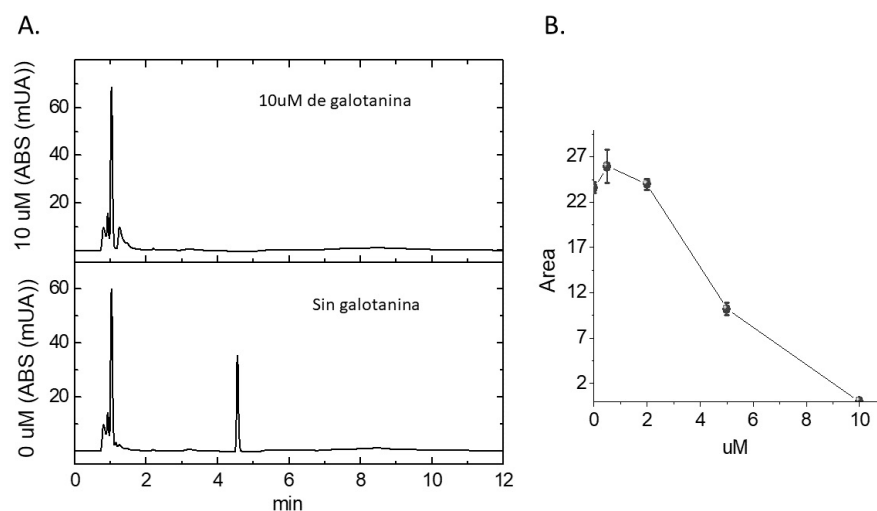 A.
10 uM (ABS (mUA))
60
40
20
10uM de galotanina
0 uM (ABS (mUA))
60
40
20
Sin galotanina
0 2 4 6 8 10 12
min
B.
Area
27
22
17
12
7
2
0 2 4 6 8 10
uM